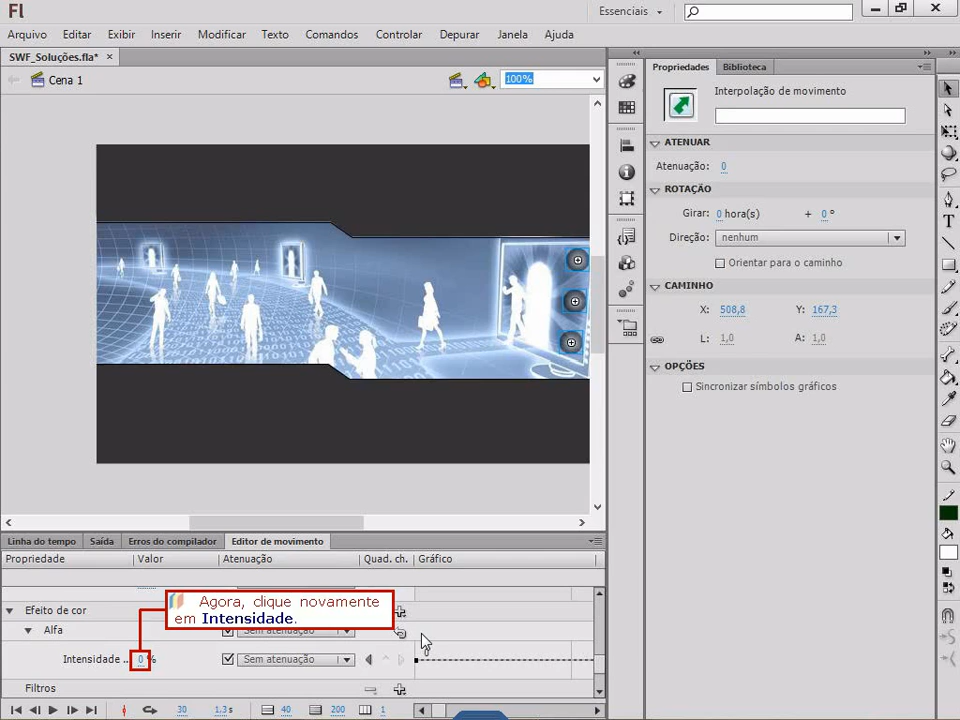 Fl
Essenciais
Arquivo Editar Exibir Inserir Modificar Texto Comandos Controlar Depurar Janela Ajuda
SWF_Soluções.fla* ×
Cena 1
100%
Propriedades Biblioteca
Interpolação de movimento
ATENUAR
Atenuação: 0
ROTAÇÃO
Girar: 0 hora(s) + 0 °
Direção: nenhum
Orientar para o caminho
CAMINHO
X: 508,8 Y: 167,3
L: 1,0 A: 1,0
OPÇÕES
Sincronizar símbolos gráficos
Linha do tempo Saída Erros do compilador Editor de movimento
Propriedade Valor Atenuação Quad. ch. Gráfico
Agora, clique novamente
em Intensidade.
Efeito de cor
Alfa Sem atenuação
Intensidade .. 0 % Sem atenuação
Filtros
30 1.3 s 40 200 1